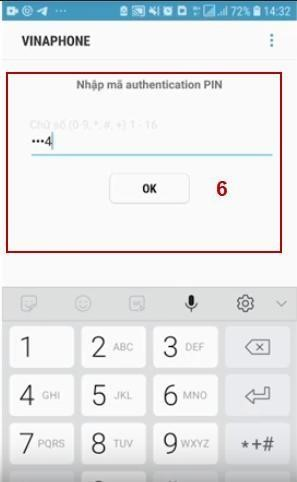 72% 14:32
VINAPHONE
Nhập mã authentication PIN
Chữ số (0-9, *, #, +) 1 - 16
•••4
OK
6
1 2 ABC 3 DEF
4 GHI 5 JKL 6 MNO
7 PQRS 8 TUV 9 WXYZ *+#